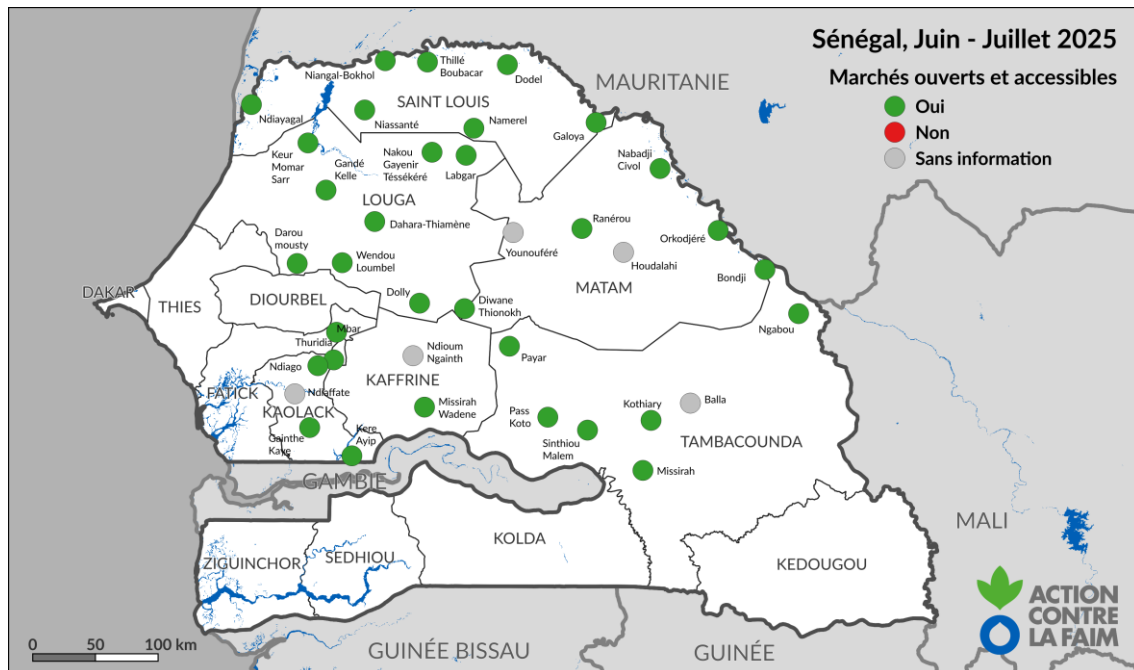 Sénégal, Juin - Juillet 2025
Marchés ouverts et accessibles
Oui
Non
Sans information
MAURITANIE
Niangal-Bokhol
Thillé
Boubacar
Dodel
SAINT LOUIS
Ndiayagal
Niassanté
Namerel
Galoya
Keur
Momar
Sarr
Gandé
Kelle
Nakou
Gayenir
Téssékéré
Labgar
Nabadji
Civol
LOUGA
Dahara-Thiamène
Ranérou
Younouféré
Houdalahi
Orkodjéré
Darou
mousty
Wendou
Loumbel
Bondji
MATAM
DAKAR
THIES
DIOURBEL
Dolly
Diwane
Thionokh
Ngabou
Mbar
Thuridia
Ndiago
Ndioum
Ngainth
Payar
KAFFRINE
FATICK
Ndiaffate
KAOLACK
Missirah
Wadene
Pass
Koto
Kothiary
Balla
Gainthe
Kaye
Kere
Ayip
Sinthiou
Malem
TAMBACOUNDA
Missirah
GAMBIE
MALI
ZIGUINCHOR
SEDHIOU
KOLDA
KEDOUGOU
GUINÉE BISSAU
GUINÉE
0 50 100 km
ACTION
CONTRE
LA FAIM